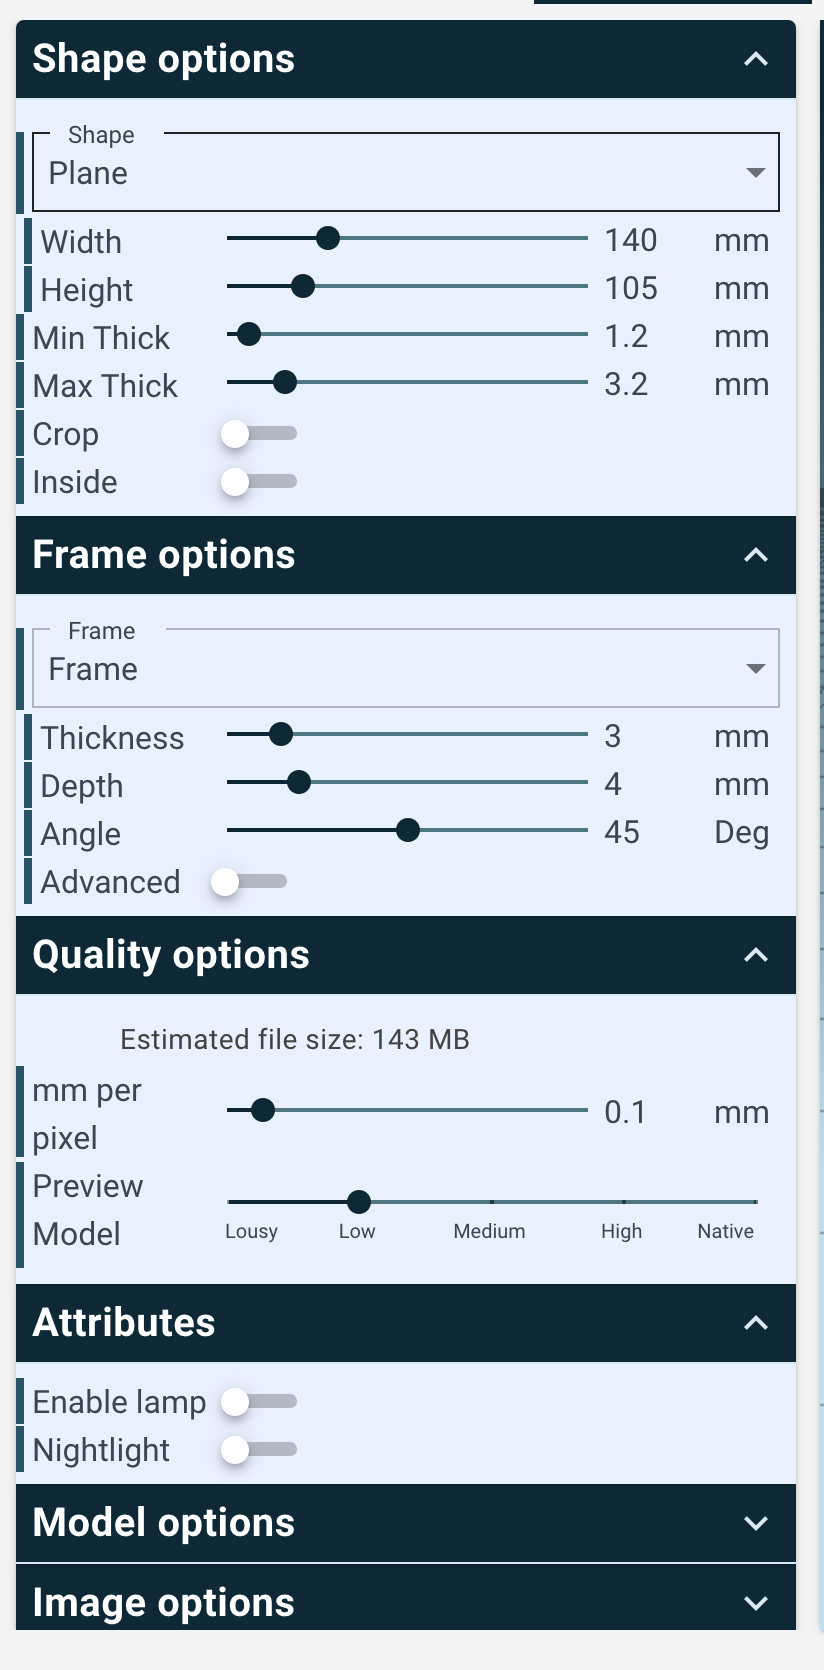 Shape options
Shape
Plane
Width 140 mm
Height 105 mm
Min Thick 1.2 mm
Max Thick 3.2 mm
Crop
Inside
Frame options
Frame
Frame
Thickness 3 mm
Depth 4 mm
Angle 45 Deg
Advanced
Quality options
Estimated file size: 143 MB
mm per
pixel
0.1 mm
Preview
Model
Lousy Low Medium High Native
Attributes
Enable lamp
Nightlight
Model options
Image options